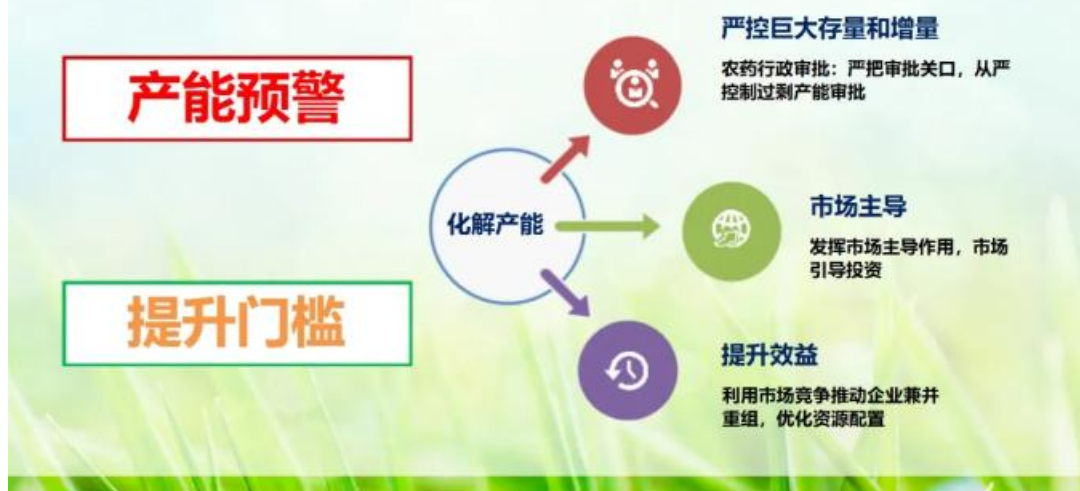 产能预警
提升门槛
化解产能
严控巨大存量和增量
农药行政审批：严把审批关口，从严
控制过剩产能审批
市场主导
发挥市场主导作用，市场
引导投资
提升效益
利用市场竞争推动企业兼并
重组，优化资源配置